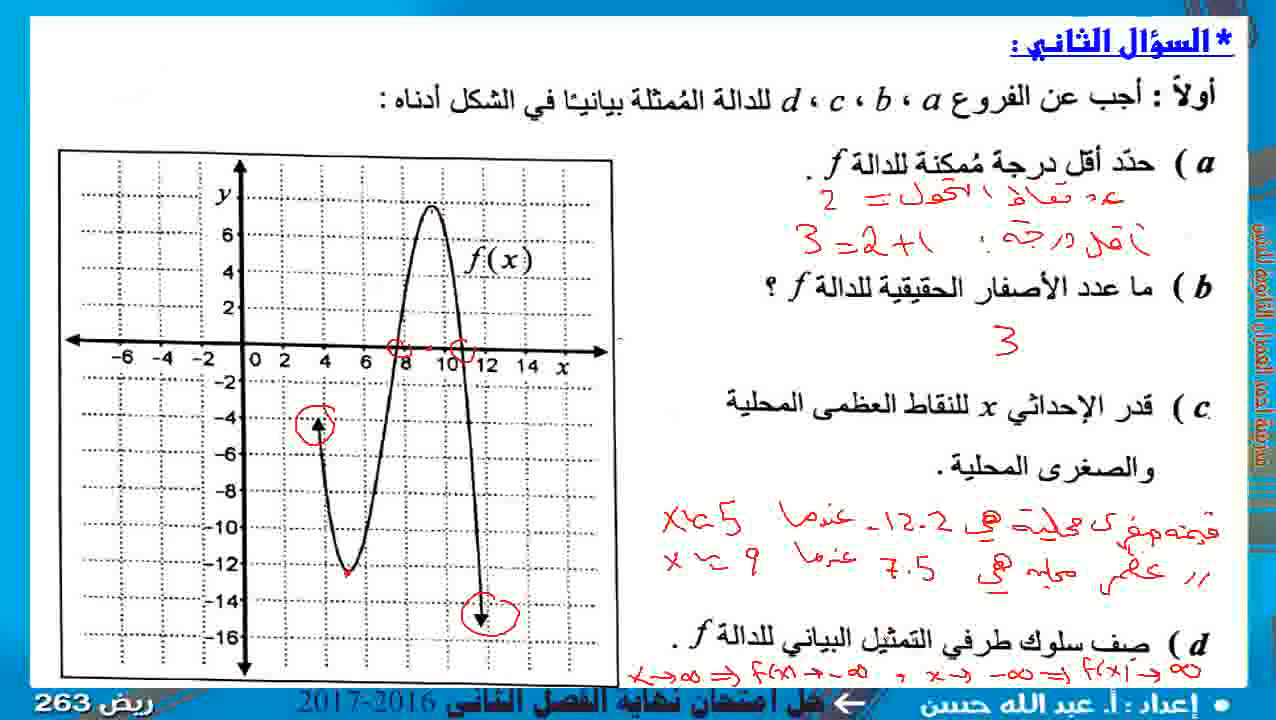 * السؤال الثاني :
أولاً : أجب عن الفروع d ، c ، b ، a للدالة المُمثلة بيانيًا في الشكل أدناه :
a ) حدّد أقل درجة مُمكنة للدالة f .
عدد نقاط التحول = 2
أقل درجة : 3 = 2+1
b ) ما عدد الأصفار الحقيقية للدالة f ؟
3
c ) قدر الإحداثي x للنقاط العظمى المحلية
والصغرى المحلية .
قيمة صغرى محلية هي -12.2 عندما x≈5
// عظمى محلية هي 7.5 عندما x≈9
d ) صِف سلوك طرفي التمثيل البياني للدالة f .
x→∞ ⇒ f(x)→-∞ , x→-∞ ⇒ f(x)→∞
y
6
4
2
f(x)
-6 -4 -2 0 2 4 6 8 10 12 14 x
-2
-4
-6
-8
-10
-12
-14
-16
إعداد : أ. عبد الله حسن
حل امتحان نهاية الفصل الثاني 2016-2017
ريض 263